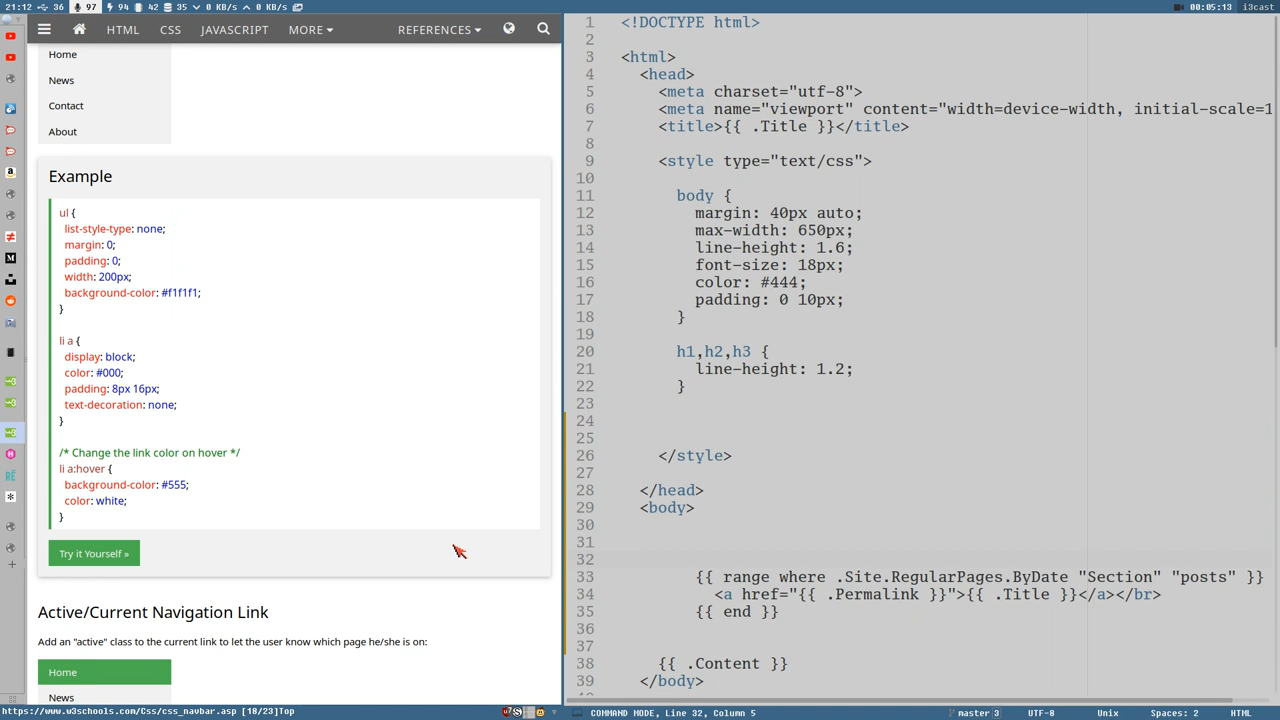 21:12 36 97 94 42 35 0 KB/s 0 KB/s
00:05:13 i3cast
HTML CSS JAVASCRIPT MORE REFERENCES
Home
News
Contact
About
Example
ul {
list-style-type: none;
margin: 0;
padding: 0;
width: 200px;
background-color: #f1f1f1;
}
li a {
display: block;
color: #000;
padding: 8px 16px;
text-decoration: none;
}
/* Change the link color on hover */
li a:hover {
background-color: #555;
color: white;
}
Try it Yourself »
Active/Current Navigation Link
Add an "active" class to the current link to let the user know which page he/she is on:
Home
News
https://www.w3schools.com/Css/css_navbar.asp [18/23]Top
1 <!DOCTYPE html>
2
3 <html>
4 <head>
5 <meta charset="utf-8">
6 <meta name="viewport" content="width=device-width, initial-scale=1
7 <title>{{ .Title }}</title>
8
9 <style type="text/css">
10
11 body {
12 margin: 40px auto;
13 max-width: 650px;
14 line-height: 1.6;
15 font-size: 18px;
16 color: #444;
17 padding: 0 10px;
18 }
19
20 h1,h2,h3 {
21 line-height: 1.2;
22 }
23
24
25
26 </style>
27
28 </head>
29 <body>
30
31
32
33 {{ range where .Site.RegularPages.ByDate "Section" "posts" }}
34 <a href="{{ .Permalink }}">{{ .Title }}</a></br>
35 {{ end }}
36
37
38 {{ .Content }}
39 </body>
COMMAND MODE, Line 32, Column 5 master 3 UTF-8 Unix Spaces: 2 HTML